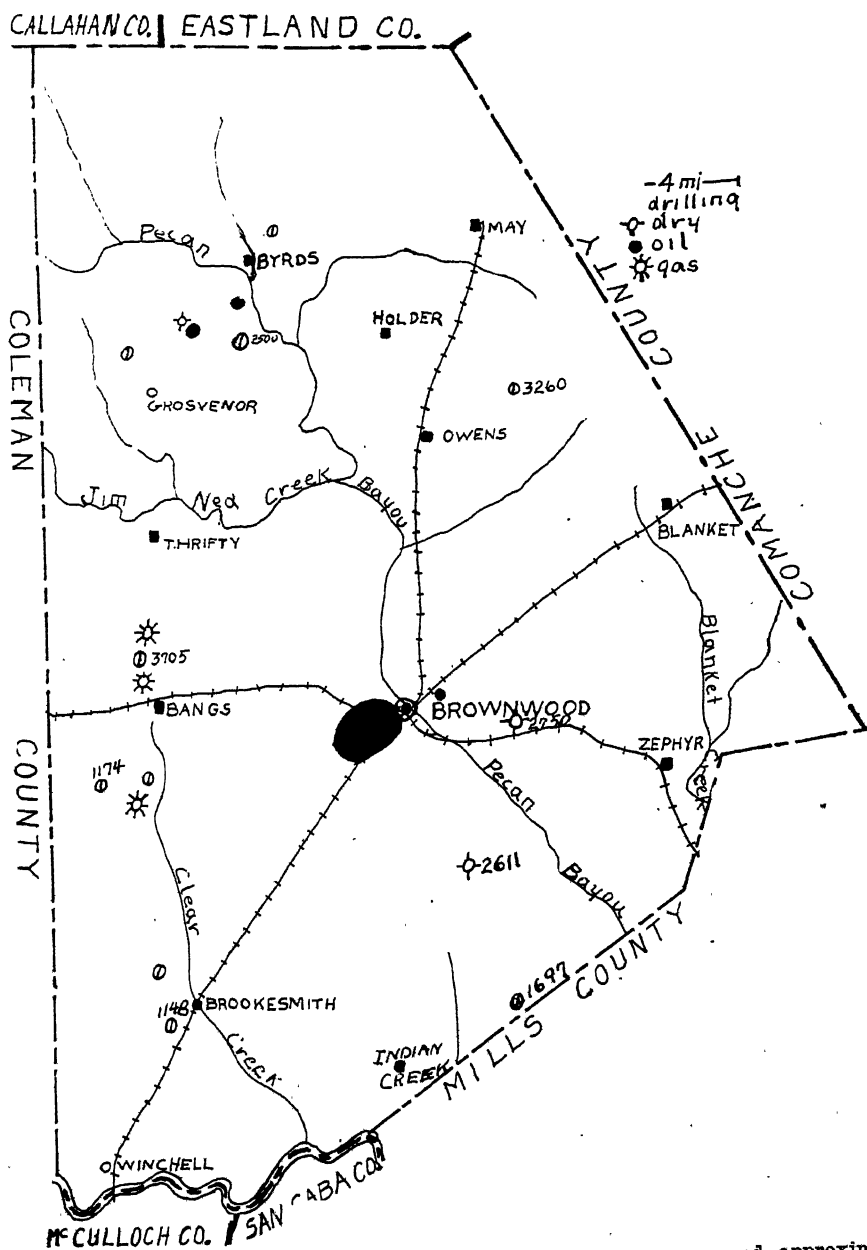 CALLAHAN CO. EASTLAND CO.
-4 mi-
drilling
dry
oil
gas
MAY
Pecan
BYRDS
HOLDER
2500
COLEMAN
COUNTY
3260
GROSVENOR
OWENS
COMANCHE
COUNTY
Jim Ned Creek
Bayou
BLANKET
THRIFTY
Blanket
Creek
3705
BANGS
BROWNWOOD
2750
ZEPHYR
1174
Pecan
Bayou
2611
Clear
Creek
1697
1148
BROOKESMITH
MILLS COUNTY
INDIAN
CREEK
WINCHELL
McCULLOCH CO.
SAN SABA CO.